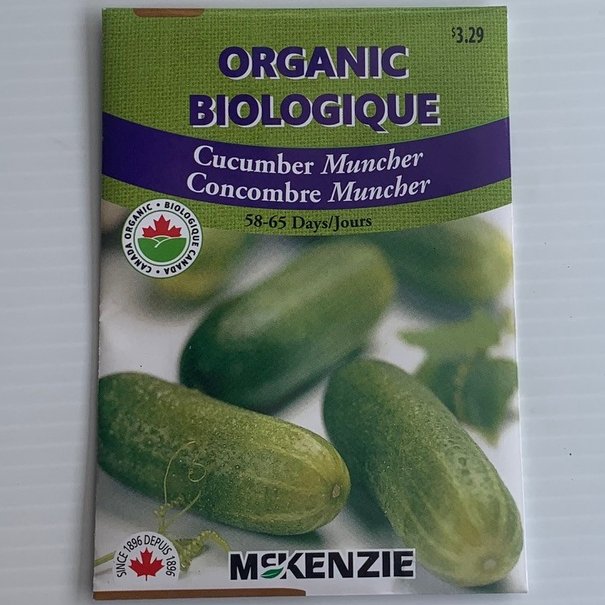 $3.29
ORGANIC
BIOLOGIQUE
Cucumber Muncher
Concombre Muncher
58-65 Days/Jours
CANADA ORGANIC • BIOLOGIQUE CANADA •
SINCE 1896 DEPUIS 1896
McKENZIE